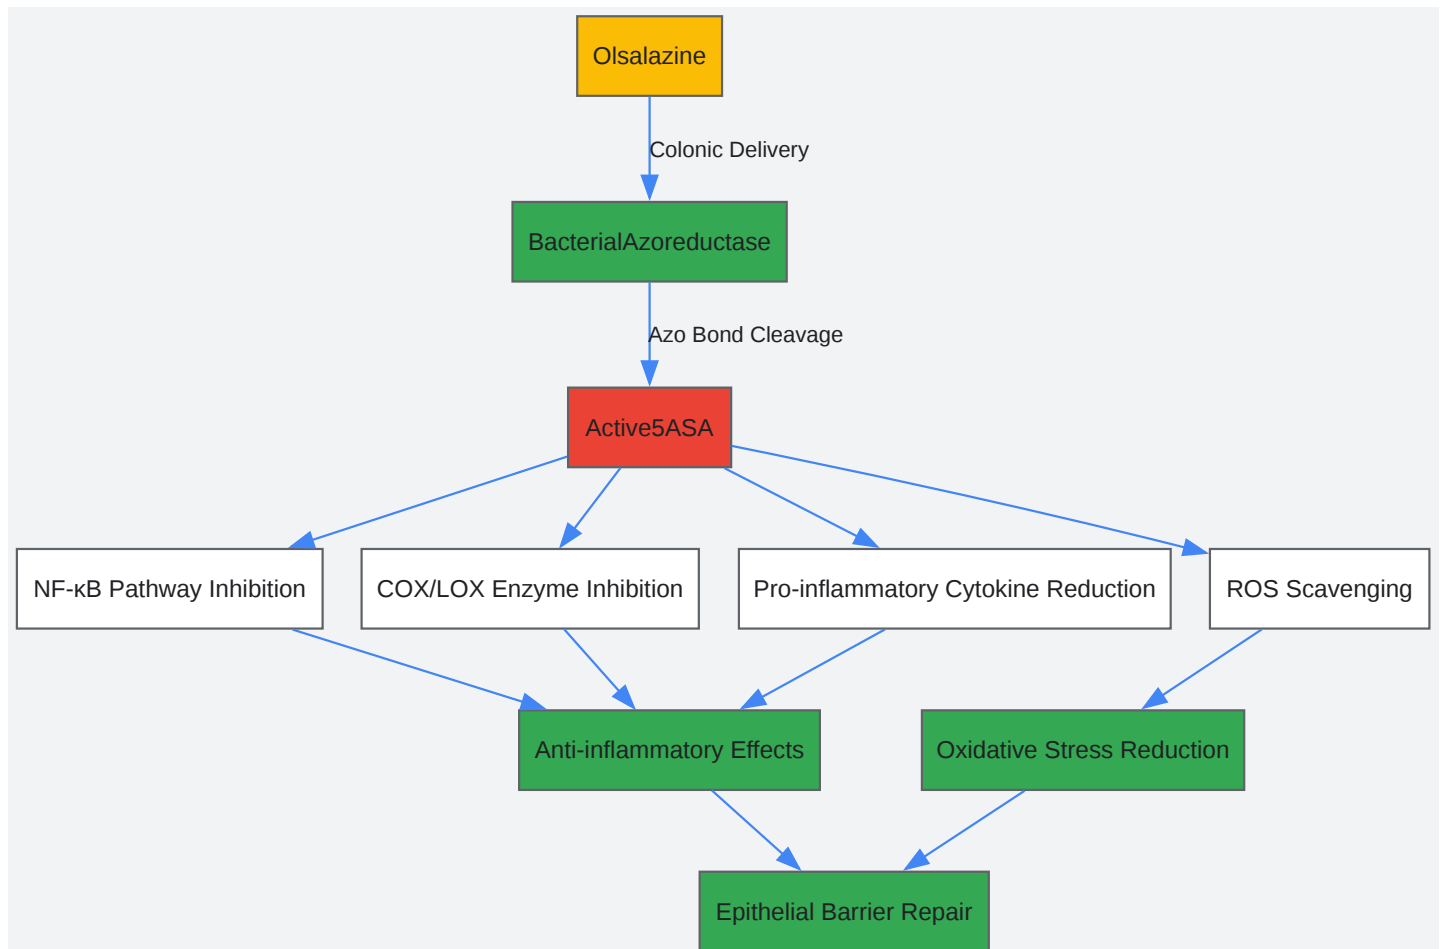 Olsalazine
Colonic Delivery
BacterialAzoreductase
Azo Bond Cleavage
Active5ASA
NF-κB Pathway Inhibition
COX/LOX Enzyme Inhibition
Pro-inflammatory Cytokine Reduction
ROS Scavenging
Anti-inflammatory Effects
Oxidative Stress Reduction
Epithelial Barrier Repair